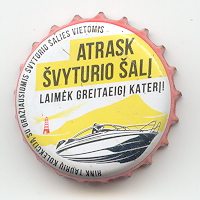 RINK TAURIŲ KOLEKCIJĄ SU GRAŽIAUSIOMIS ŠVYTURIO ŠALIES VIETOMIS
ATRASK
ŠVYTURIO ŠALĮ
LAIMĖK GREITAEIGĮ KATERĮ!